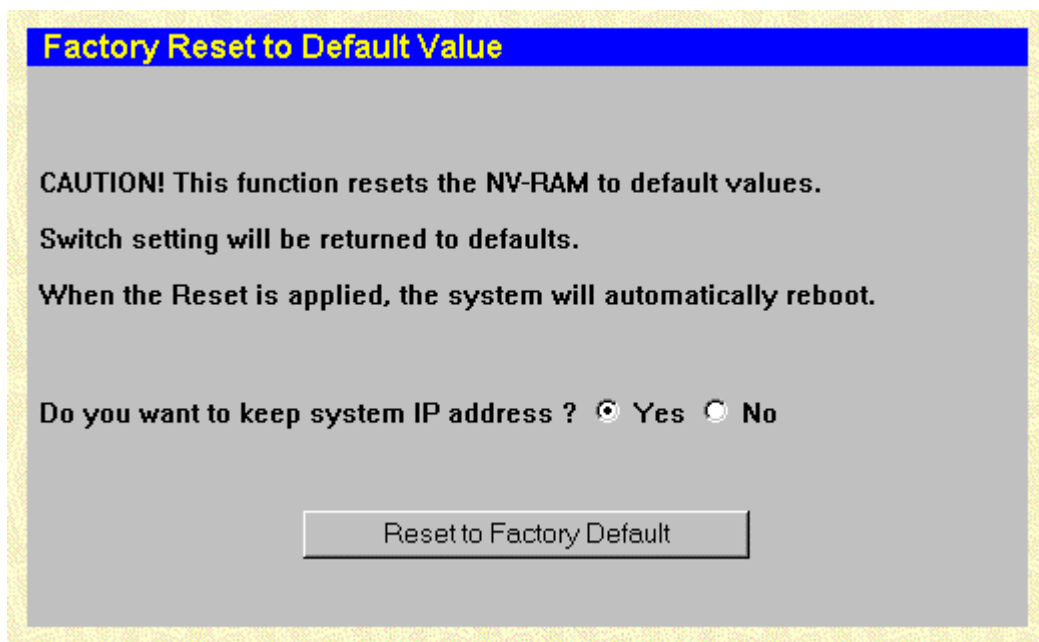 Factory Reset to Default Value
CAUTION! This function resets the NV-RAM to default values.
Switch setting will be returned to defaults.
When the Reset is applied, the system will automatically reboot.
Do you want to keep system IP address ? Yes No
Reset to Factory Default